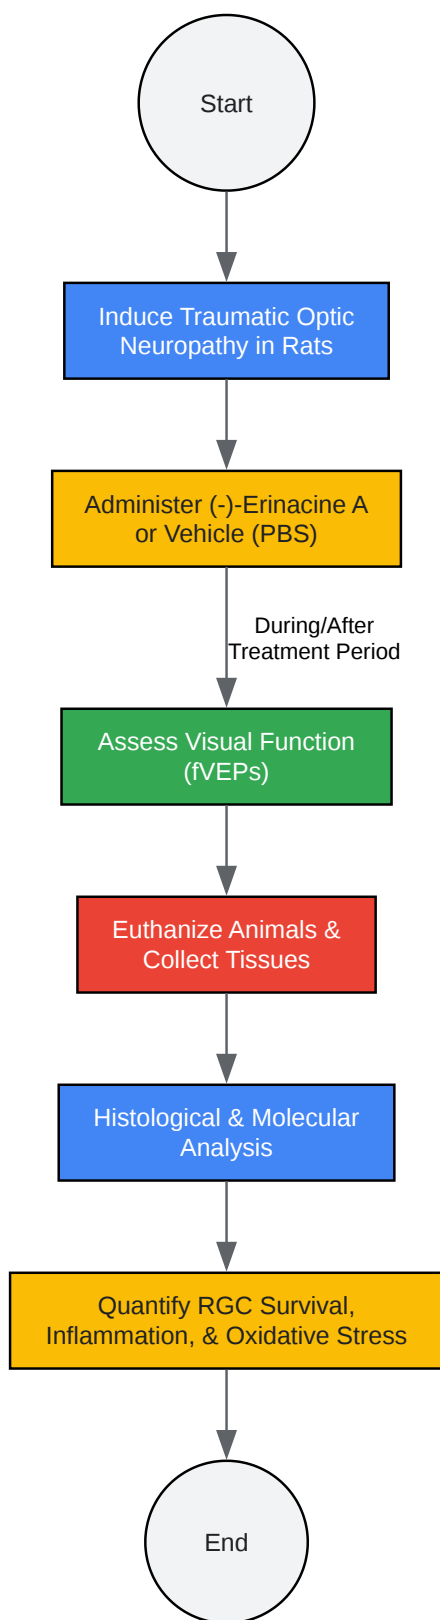 Start
Induce Traumatic Optic
Neuropathy in Rats
Administer (-)-Erinacine A
or Vehicle (PBS)
During/After
Treatment Period
Assess Visual Function
(fVEPs)
Euthanize Animals &
Collect Tissues
Histological & Molecular
Analysis
Quantify RGC Survival,
Inflammation, & Oxidative Stress
End